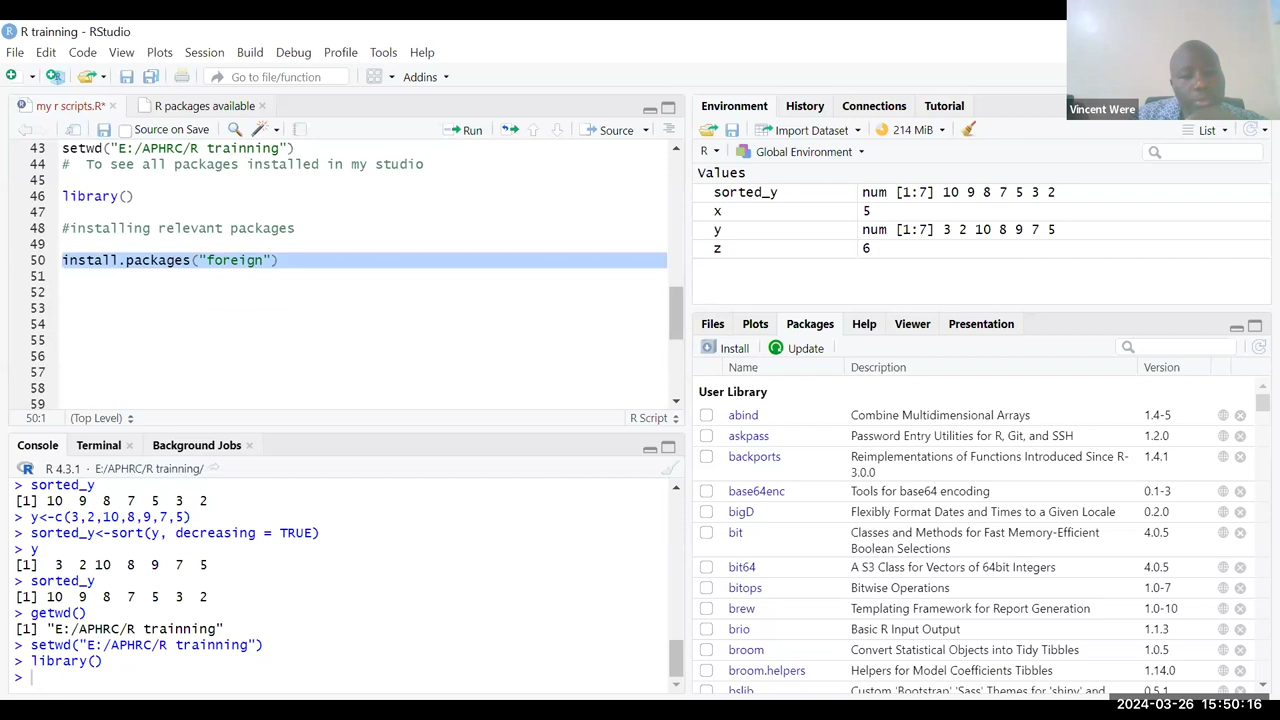 R trainning - RStudio
File Edit Code View Plots Session Build Debug Profile Tools Help
Go to file/function Addins
my r scripts.R* R packages available
Source on Save Run Source
43 setwd("E:/APHRC/R trainning")
44 #  To see all packages installed in my studio
45
46 library()
47
48 #installing relevant packages
49
50 install.packages("foreign")
51
52
53
54
55
56
57
58
59
50:1 (Top Level) R Script
Console Terminal Background Jobs
R 4.3.1 · E:/APHRC/R trainning/
> sorted_y
[1] 10 9 8 7 5 3 2
> y<-c(3,2,10,8,9,7,5)
> sorted_y<-sort(y, decreasing = TRUE)
> y
[1] 3 2 10 8 9 7 5
> sorted_y
[1] 10 9 8 7 5 3 2
> getwd()
[1] "E:/APHRC/R trainning"
> setwd("E:/APHRC/R trainning")
> library()
>
Vincent Were
Environment History Connections Tutorial
Import Dataset 214 MiB List
R Global Environment
Values
sorted_y num [1:7] 10 9 8 7 5 3 2
x 5
y num [1:7] 3 2 10 8 9 7 5
z 6
Files Plots Packages Help Viewer Presentation
Install Update
Name Description Version
User Library
abind Combine Multidimensional Arrays 1.4-5
askpass Password Entry Utilities for R, Git, and SSH 1.2.0
backports Reimplementations of Functions Introduced Since R-3.0.0 1.4.1
base64enc Tools for base64 encoding 0.1-3
bigD Flexibly Format Dates and Times to a Given Locale 0.2.0
bit Classes and Methods for Fast Memory-Efficient Boolean Selections 4.0.5
bit64 A S3 Class for Vectors of 64bit Integers 4.0.5
bitops Bitwise Operations 1.0-7
brew Templating Framework for Report Generation 1.0-10
brio Basic R Input Output 1.1.3
broom Convert Statistical Objects into Tidy Tibbles 1.0.5
broom.helpers Helpers for Model Coefficients Tibbles 1.14.0
bslib Custom 'Bootstrap' 'Sass' Themes for 'shiny' and 0.5.1
2024-03-26 15:50:16